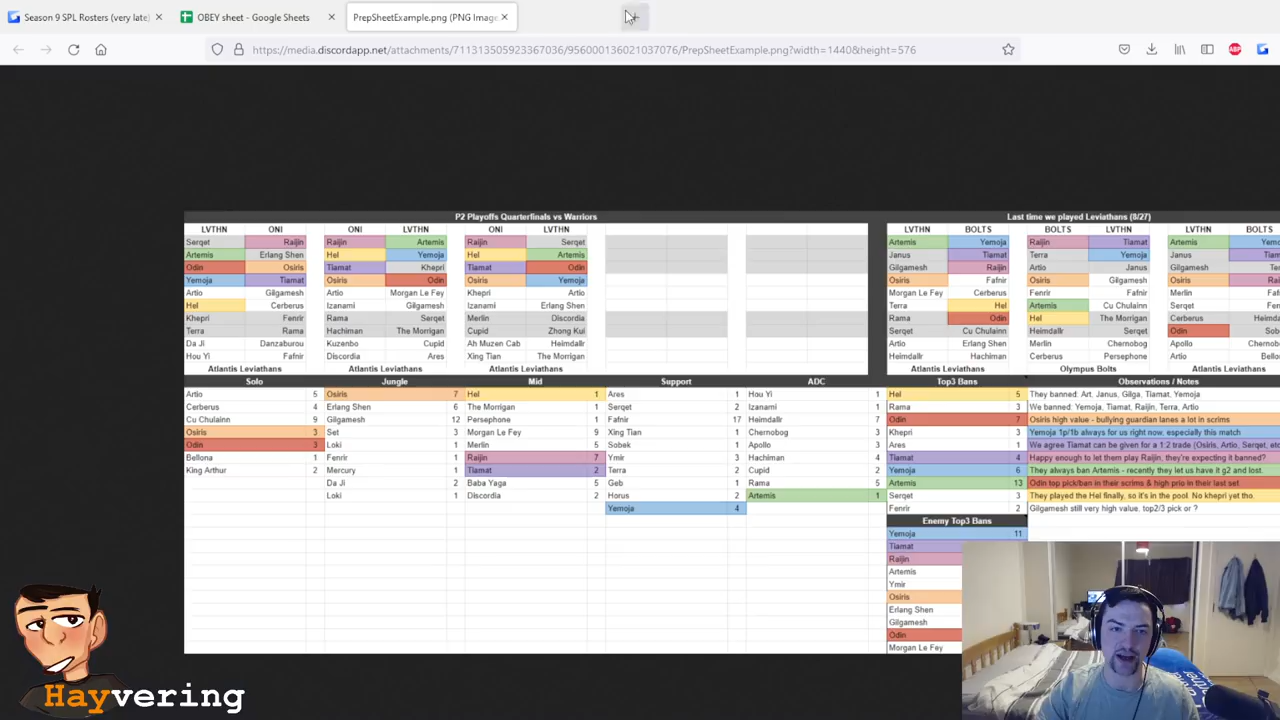 Season 9 SPL Rosters (very late)
OBEY sheet - Google Sheets
PrepSheetExample.png (PNG Image
https://media.discordapp.net/attachments/711313505923367036/956000136021037076/PrepSheetExample.png?width=1440&height=576
P2 Playoffs Quarterfinals vs Warriors Last time we played Leviathans (8/27)
LVTHN ONI ONI LVTHN ONI LVTHN LVTHN BOLTS BOLTS LVTHN LVTHN BOLTS
Serqet Raijin Raijin Artemis Raijin Serqet Artemis Yemoja Raijin Tiamat Artemis Yemo
Artemis Erlang Shen Hel Yemoja Hel Artemis Janus Tiamat Terra Yemoja Janus Tiam
Odin Osiris Tiamat Khepri Tiamat Odin Gilgamesh Raijin Artio Janus Gilgamesh Ter
Yemoja Tiamat Osiris Odin Osiris Yemoja Osiris Fafnir Osiris Gilgamesh Osiris Ra
Artio Gilgamesh Artio Morgan Le Fey Khepri Artio Morgan Le Fey Cerberus Fenrir Fafnir Merlin Fafn
Hel Cerberus Izanami Gilgamesh Izanami Erlang Shen Terra Hel Artemis Cu Chulainn Serqet Fen
Khepri Fenrir Rama Serqet Merlin Discordia Rama Odin Hel The Morrigan Cerberus Heimda
Terra Rama Hachiman The Morrigan Cupid Zhong Kui Serqet Cu Chulainn Heimdallr Serqet Odin Sob
Da Ji Danzaburou Kuzenbo Cupid Ah Muzen Cab Heimdallr Artio Erlang Shen Merlin Chernobog Apollo Chernob
Hou Yi Fafnir Discordia Ares Xing Tian The Morrigan Heimdallr Hachiman Cerberus Persephone Artio Bellon
Atlantis Leviathans Atlantis Leviathans Atlantis Leviathans Atlantis Leviathans Olympus Bolts Atlantis Leviathans
Solo Jungle Mid Support ADC Top3 Bans Observations / Notes
Artio 5 Osiris 7 Hel 1 Ares 1 Hou Yi 1 Hel 5 They banned: Art, Janus, Gilga, Tiamat, Yemoja
Cerberus 4 Erlang Shen 6 The Morrigan 1 Serqet 2 Izanami 1 Rama 3 We banned: Yemoja, Tiamat, Raijin, Terra, Artio
Cu Chulainn 9 Gilgamesh 12 Persephone 1 Fafnir 17 Heimdallr 7 Odin 7 Osiris high value - bullying guardian lanes a lot in scrims
Osiris 3 Set 3 Morgan Le Fey 9 Xing Tian 1 Chernobog 3 Khepri 3 Yemoja 1p/1b always for us right now, especially this match
Odin 3 Loki 1 Merlin 5 Sobek 1 Apollo 3 Ares 1 We agree Tiamat can be given for a 1:2 trade (Osiris, Artio, Serqet, etc
Bellona 1 Fenrir 1 Raijin 7 Ymir 3 Hachiman 4 Tiamat 4 Happy enough to let them play Raijin, they're expecting it banned?
King Arthur 2 Mercury 1 Tiamat 2 Terra 2 Cupid 2 Yemoja 6 They always ban Artemis - recently they let us have it g2 and lost.
Da Ji 2 Baba Yaga 5 Geb 1 Rama 5 Artemis 13 Odin top pick/ban in their scrims & high prio in their last set
Loki 1 Discordia 2 Horus 2 Artemis 1 Serqet 3 They played the Hel finally, so it's in the pool. No khepri yet tho.
Yemoja 4 Fenrir 2 Gilgamesh still very high value. top2/3 pick or ?
Enemy Top3 Bans
Yemoja 11
Tiamat
Raijin
Artemis
Ymir
Osiris
Erlang Shen
Gilgamesh
Odin
Morgan Le Fey
Hayvering